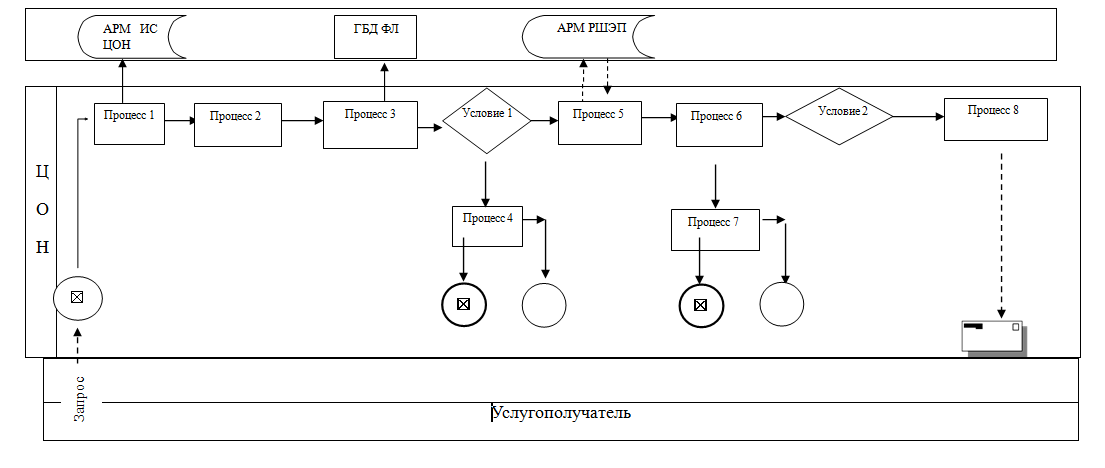 АРМ ИС
ЦОН
ГБД ФЛ
АРМ РШЭП
Процесс 1
Процесс 2
Процесс 3
Условие 1
Процесс 5
Процесс 6
Условие 2
Процесс 8
Ц
О
Н
Процесс 4
Процесс 7
Запрос
Услугополучатель